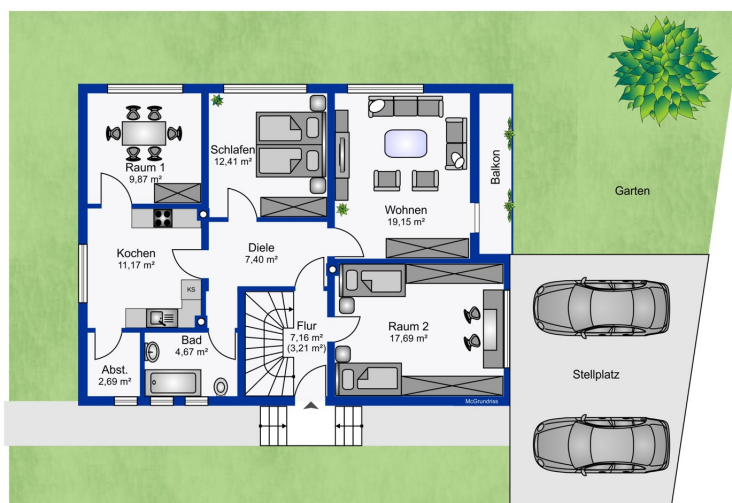 Raum 1
9,87 m²
Schlafen
12,41 m²
Wohnen
19,15 m²
Balkon
Garten
Kochen
11,17 m²
Diele
7,40 m²
KS
Flur
7,16 m²
(3,21 m²)
Raum 2
17,69 m²
Bad
4,67 m²
Abst.
2,69 m²
Stellplatz
McGrundriss